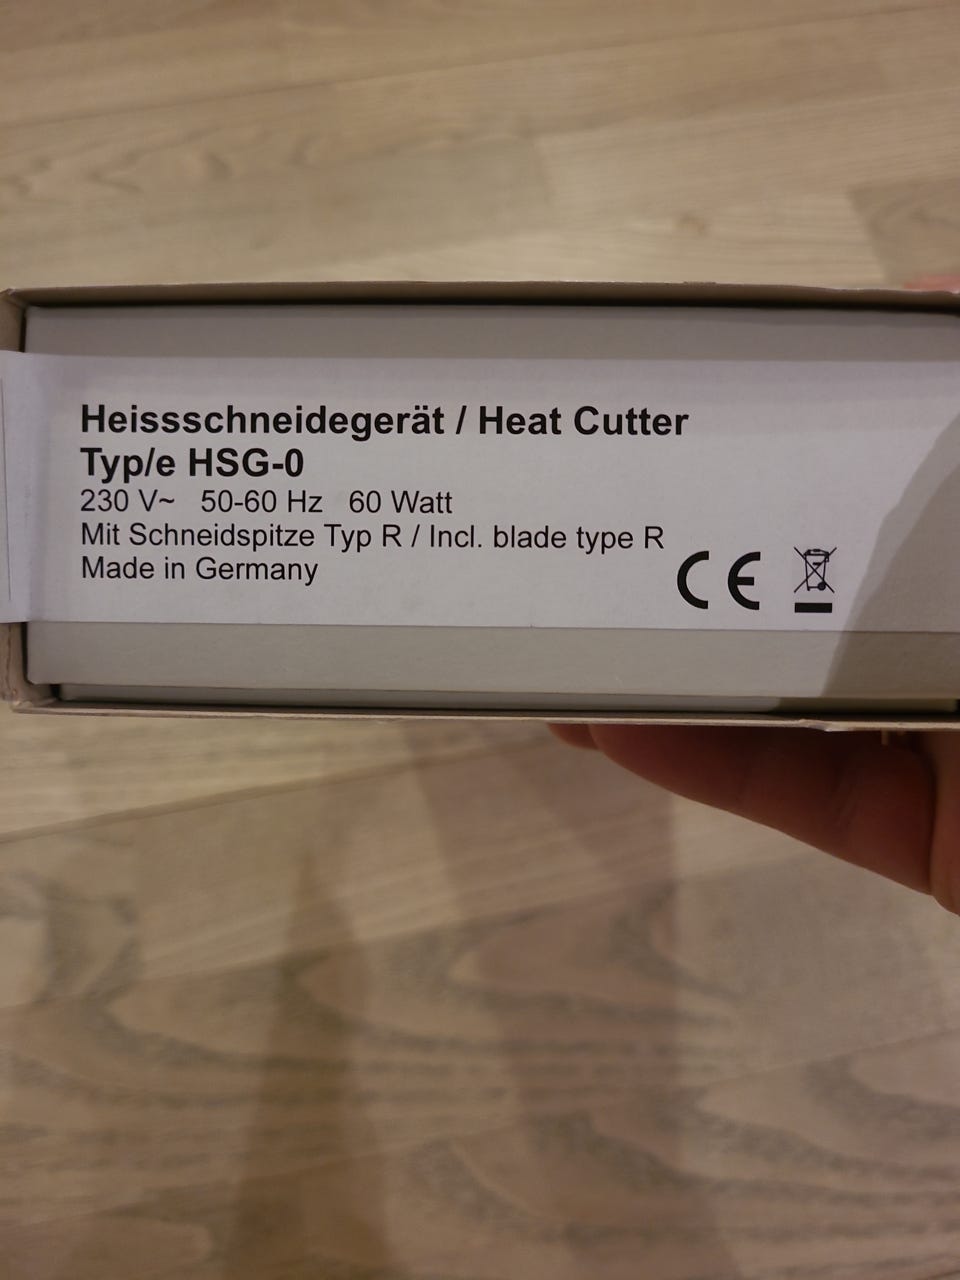 Heissschneidegerät / Heat Cutter
Typ/e HSG-0
230 V~ 50-60 Hz 60 Watt
Mit Schneidspitze Typ R / Incl. blade type R
Made in Germany
CE